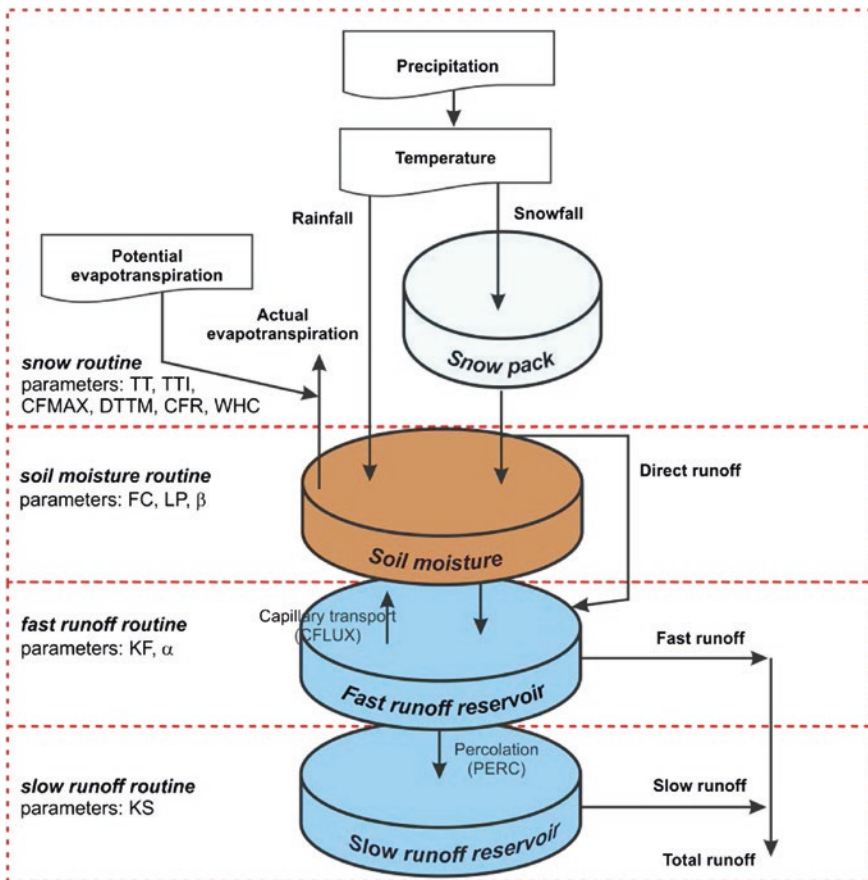 Precipitation
Temperature
Rainfall
Snowfall
Potential
evapotranspiration
Actual
evapotranspiration
Snow pack
snow routine
parameters: TT, TTI,
CFMAX, DTTM, CFR, WHC
soil moisture routine
parameters: FC, LP, β
Direct runoff
Soil moisture
fast runoff routine
parameters: KF, α
Capillary transport
(CFLUX)
Fast runoff
Fast runoff reservoir
Percolation
(PERC)
slow runoff routine
parameters: KS
Slow runoff
Slow runoff reservoir
Total runoff